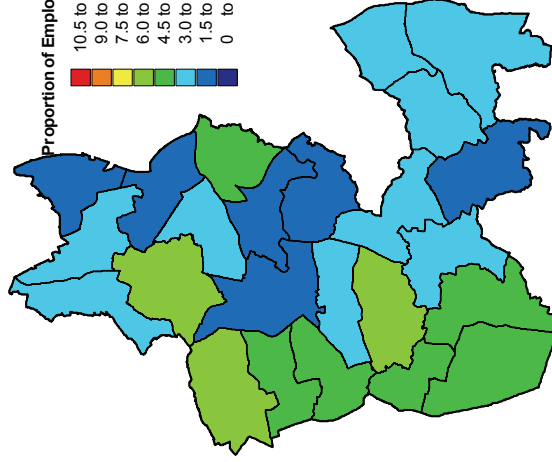 Proportion of Emplo
10.5 to
9.0 to
7.5 to
6.0 to
4.5 to
3.0 to
1.5 to
0 to